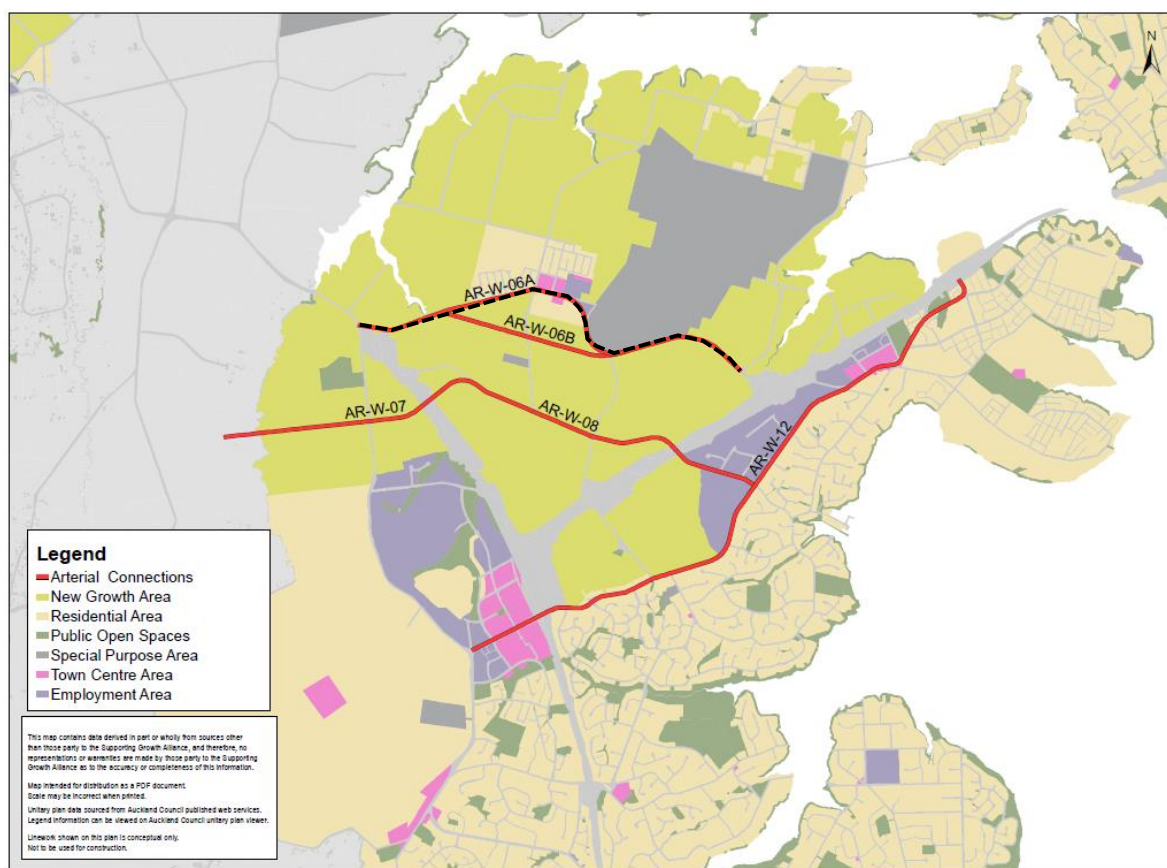 N
AR-W-06A
AR-W-06B
AR-W-07
AR-W-08
AR-W-12
Legend
Arterial Connections
New Growth Area
Residential Area
Public Open Spaces
Special Purpose Area
Town Centre Area
Employment Area
This map contains data derived in part or wholly from sources other
than those party to the Supporting Growth Alliance, and therefore, no
representations or warranties are made by those party to the Supporting
Growth Alliance as to the accuracy or completeness of this information.
Map intended for distribution as a PDF document.
Scale may be incorrect when printed.
Unitary plan data sourced from Auckland Council published web services.
Legend information can be viewed on Auckland Council unitary plan viewer.
Linework shown on this plan is conceptual only.
Not to be used for construction.